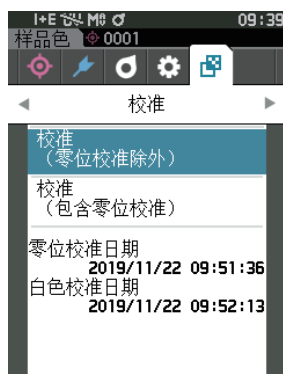 I+E M0 09:39
样品色 0001
校准
校准
（零位校准除外）
校准
（包含零位校准）
零位校准日期
2019/11/22 09:51:36
白色校准日期
2019/11/22 09:52:13